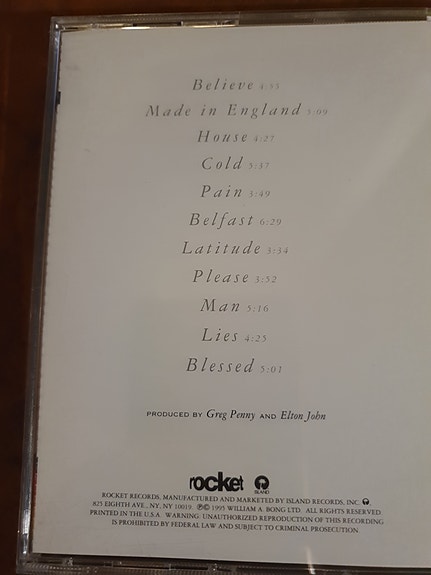 Believe 4:55
Made in England 5:09
House 4:27
Cold 5:37
Pain 3:49
Belfast 6:29
Latitude 3:34
Please 3:52
Man 5:16
Lies 4:25
Blessed 5:01
PRODUCED BY Greg Penny AND Elton John
rocket ISLAND
ROCKET RECORDS, MANUFACTURED AND MARKETED BY ISLAND RECORDS, INC.
825 EIGHTH AVE., NY, NY 10019. ℗© 1995 WILLIAM A. BONG LTD. ALL RIGHTS RESERVED.
PRINTED IN THE U.S.A. WARNING: UNAUTHORIZED REPRODUCTION OF THIS RECORDING
IS PROHIBITED BY FEDERAL LAW AND SUBJECT TO CRIMINAL PROSECUTION.